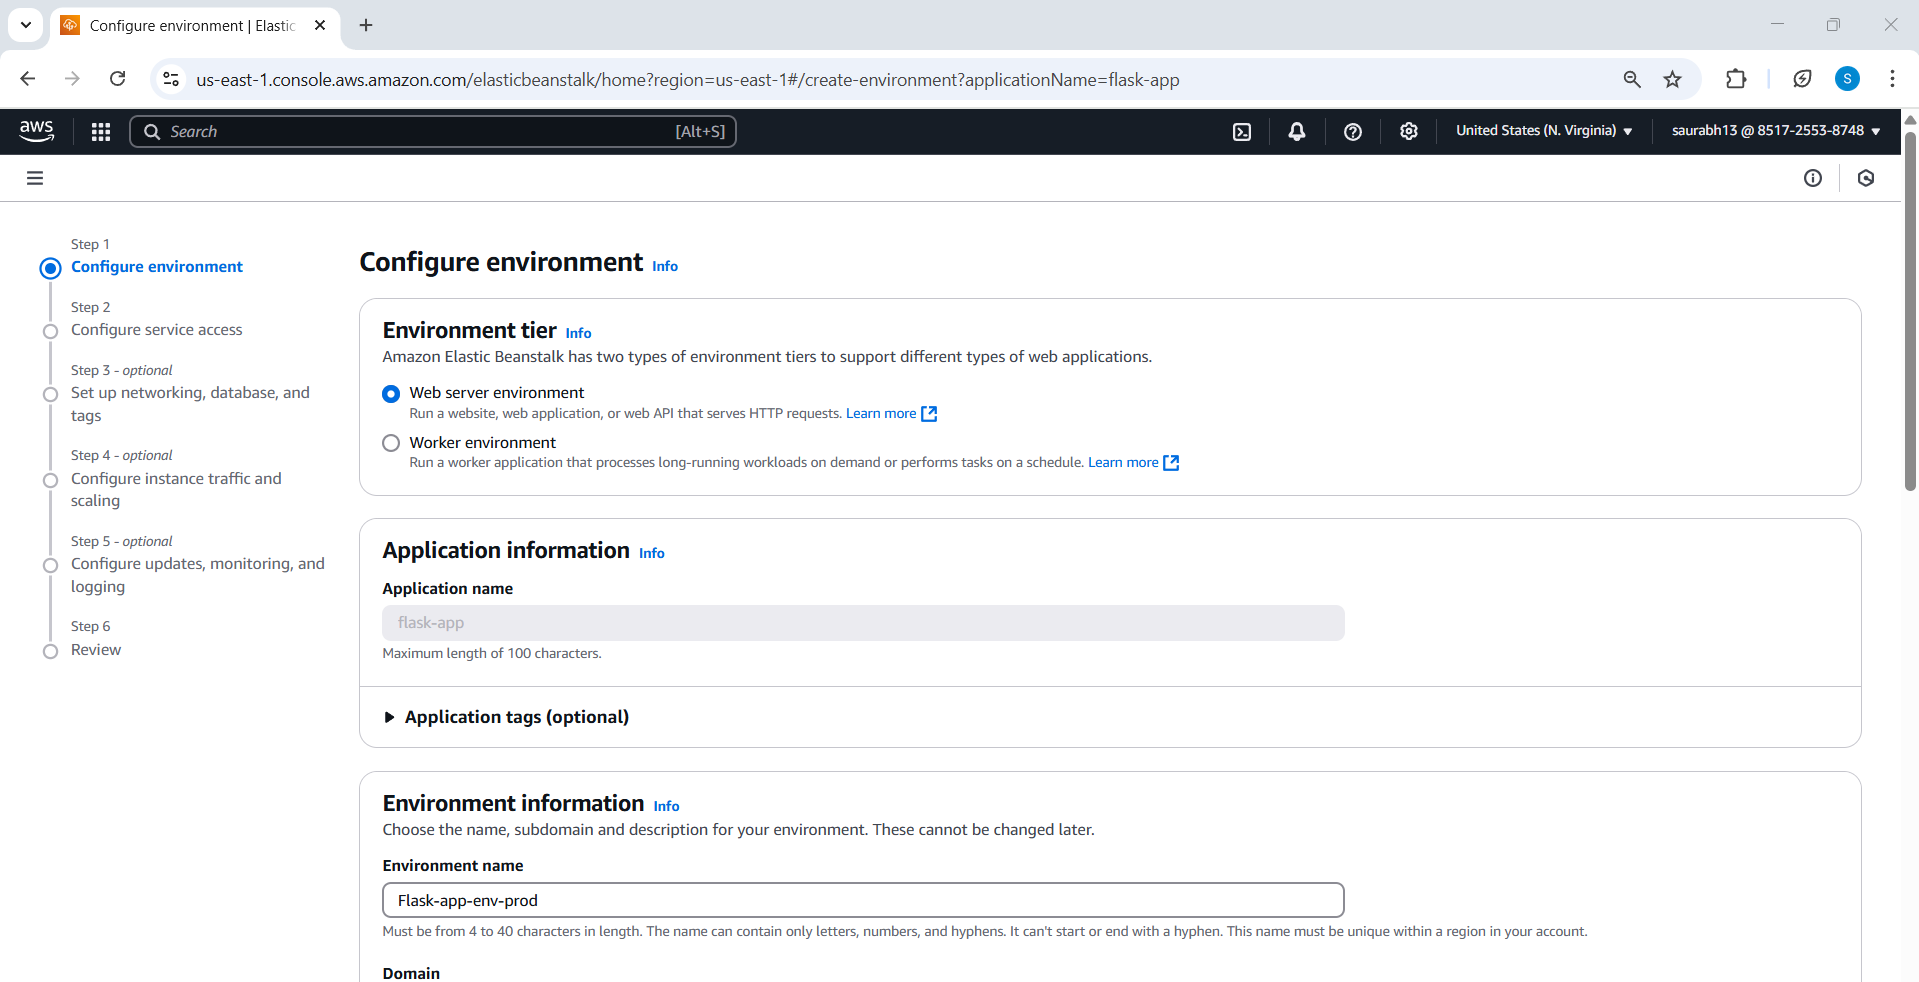 Configure environment | Elastic
us-east-1.console.aws.amazon.com/elasticbeanstalk/home?region=us-east-1#/create-environment?applicationName=flask-app
S
aws
Search
[Alt+S]
United States (N. Virginia)
saurabh13 @ 8517-2553-8748
Step 1
Configure environment
Step 2
Configure service access
Step 3 - optional
Set up networking, database, and
tags
Step 4 - optional
Configure instance traffic and
scaling
Step 5 - optional
Configure updates, monitoring, and
logging
Step 6
Review
Configure environment Info
Environment tier Info
Amazon Elastic Beanstalk has two types of environment tiers to support different types of web applications.
Web server environment
Run a website, web application, or web API that serves HTTP requests. Learn more
Worker environment
Run a worker application that processes long-running workloads on demand or performs tasks on a schedule. Learn more
Application information Info
Application name
flask-app
Maximum length of 100 characters.
Application tags (optional)
Environment information Info
Choose the name, subdomain and description for your environment. These cannot be changed later.
Environment name
Flask-app-env-prod
Must be from 4 to 40 characters in length. The name can contain only letters, numbers, and hyphens. It can't start or end with a hyphen. This name must be unique within a region in your account.
Domain